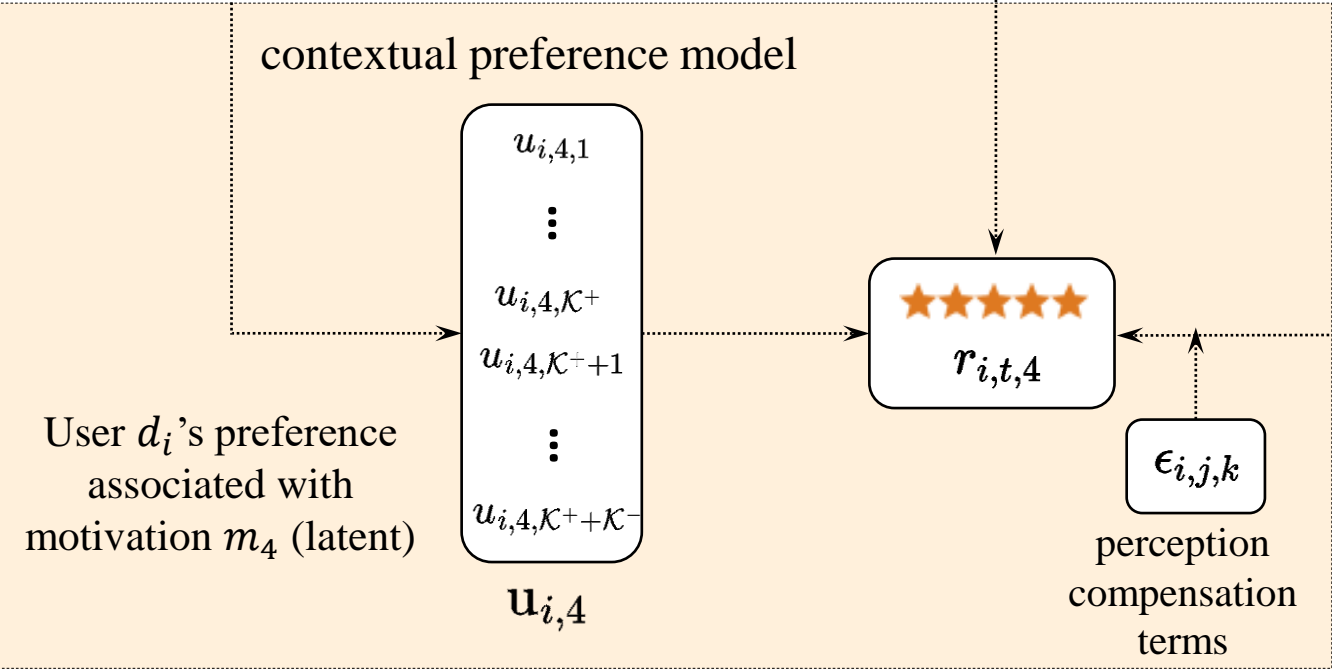 contextual preference model
u_{i,4,1}
⋮
u_{i,4,𝒦^+}
u_{i,4,𝒦^++1}
⋮
u_{i,4,𝒦^++𝒦^-}
𝐮_{i,4}
User d_i’s preference
associated with
motivation m_4 (latent)
r_{i,t,4}
ϵ_{i,j,k}
perception
compensation
terms